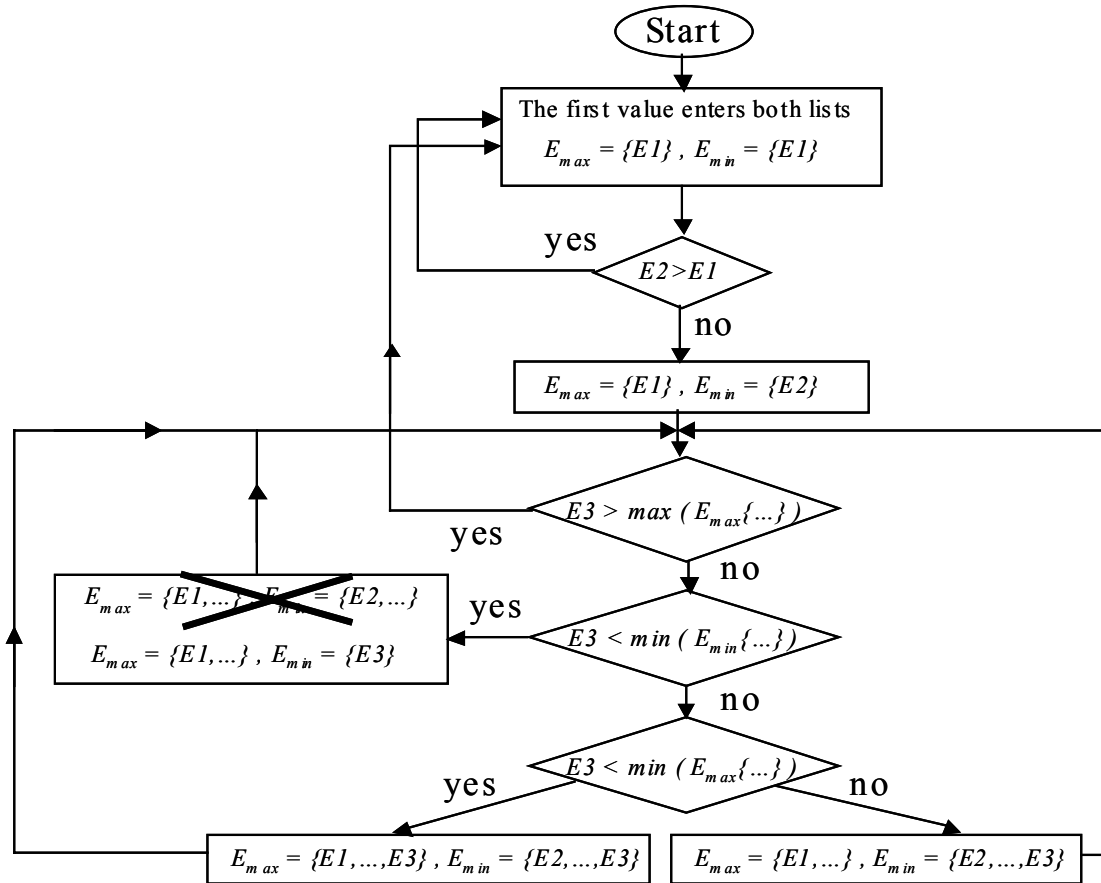 Start
The first value enters both lists
E_max = {E1} , E_min = {E1}
yes
E2>E1
no
E_max = {E1} , E_min = {E2}
E3 > max ( E_max{...} )
yes
no
E_max = {E1,...} , E_min = {E2,...}
E_max = {E1,...} , E_min = {E3}
yes
E3 < min ( E_min{...} )
no
E3 < min ( E_max{...} )
yes
no
E_max = {E1,...,E3} , E_min = {E2,...,E3}
E_max = {E1,...} , E_min = {E2,...,E3}